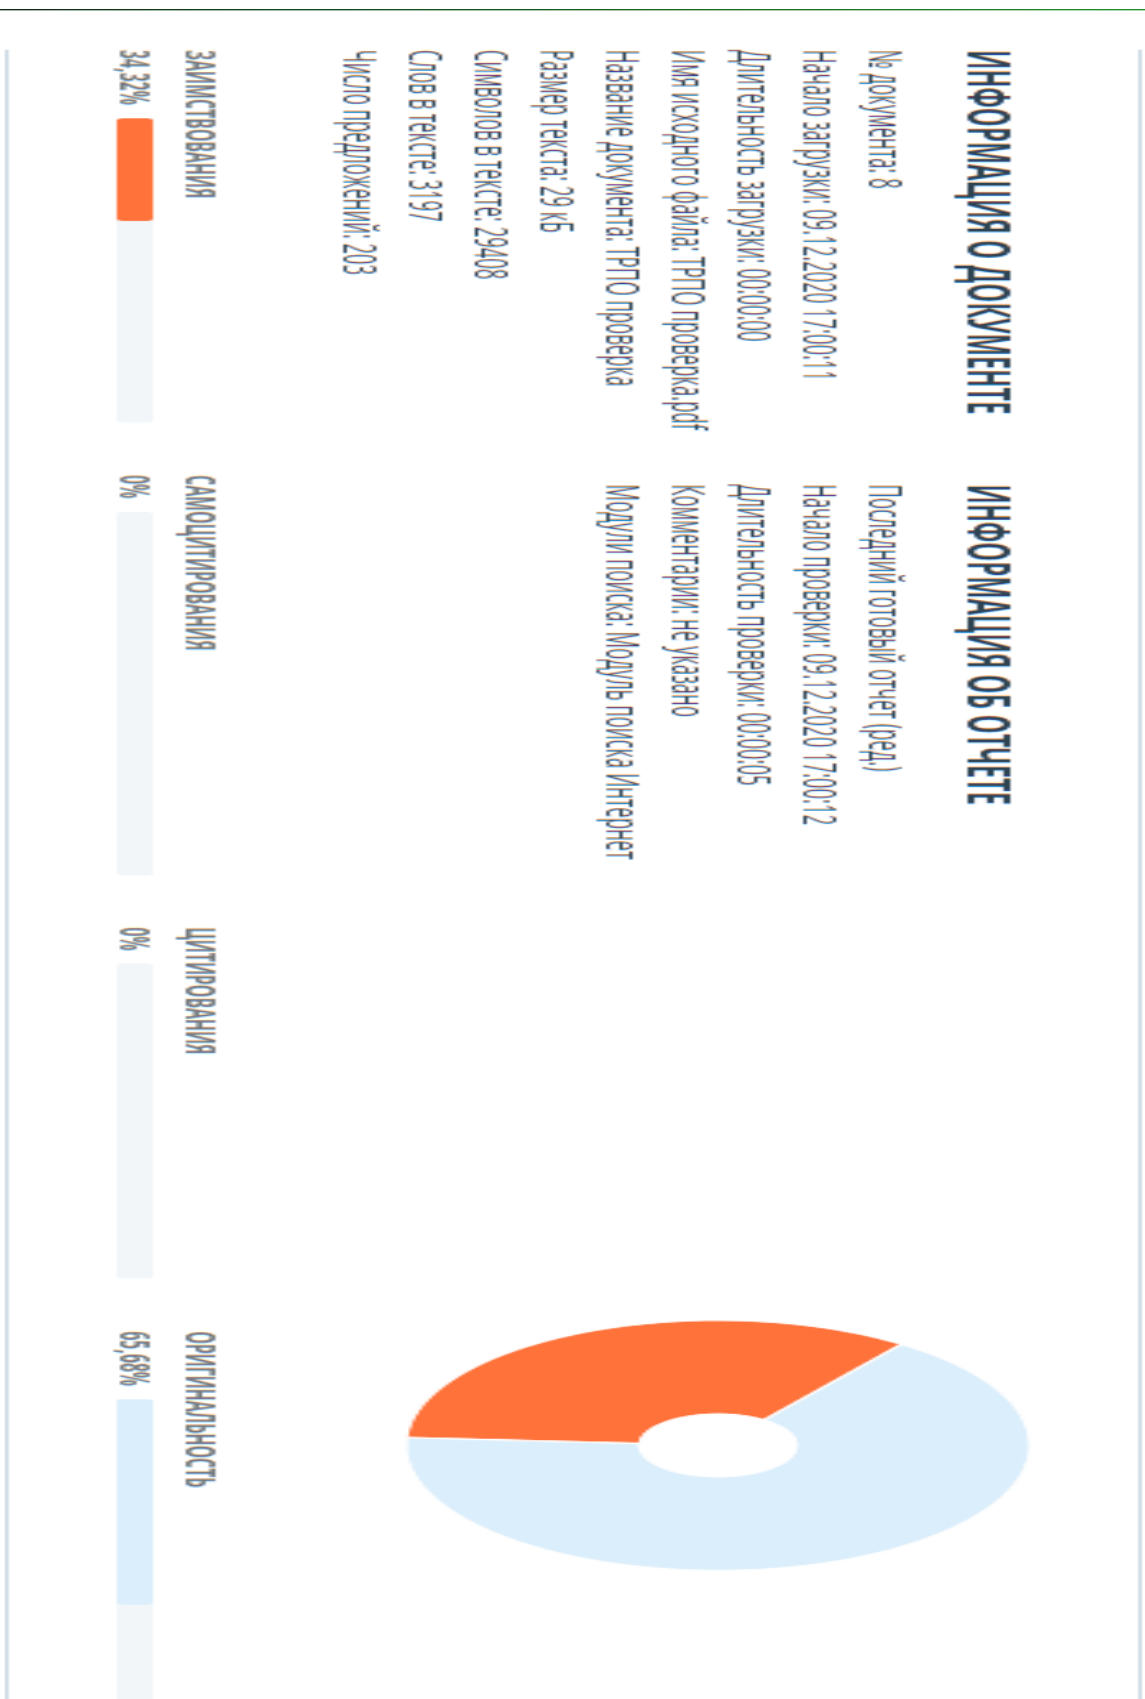 ИНФОРМАЦИЯ О ДОКУМЕНТЕ
№ документа: 8
Начало загрузки: 09.12.2020 17:00:11
Длительность загрузки: 00:00:00
Имя исходного файла: ТРПО проверка.pdf
Название документа: ТРПО проверка
Размер текста: 29 кБ
Cимволов в тексте: 29408
Слов в тексте: 3197
Число предложений: 203
ИНФОРМАЦИЯ ОБ ОТЧЕТЕ
Последний готовый отчет (ред.)
Начало проверки: 09.12.2020 17:00:12
Длительность проверки: 00:00:05
Комментарии: не указано
Модули поиска: Модуль поиска Интернет
ЗАИМСТВОВАНИЯ
34,32%
САМОЦИТИРОВАНИЯ
0%
ЦИТИРОВАНИЯ
0%
ОРИГИНАЛЬНОСТЬ
65,68%